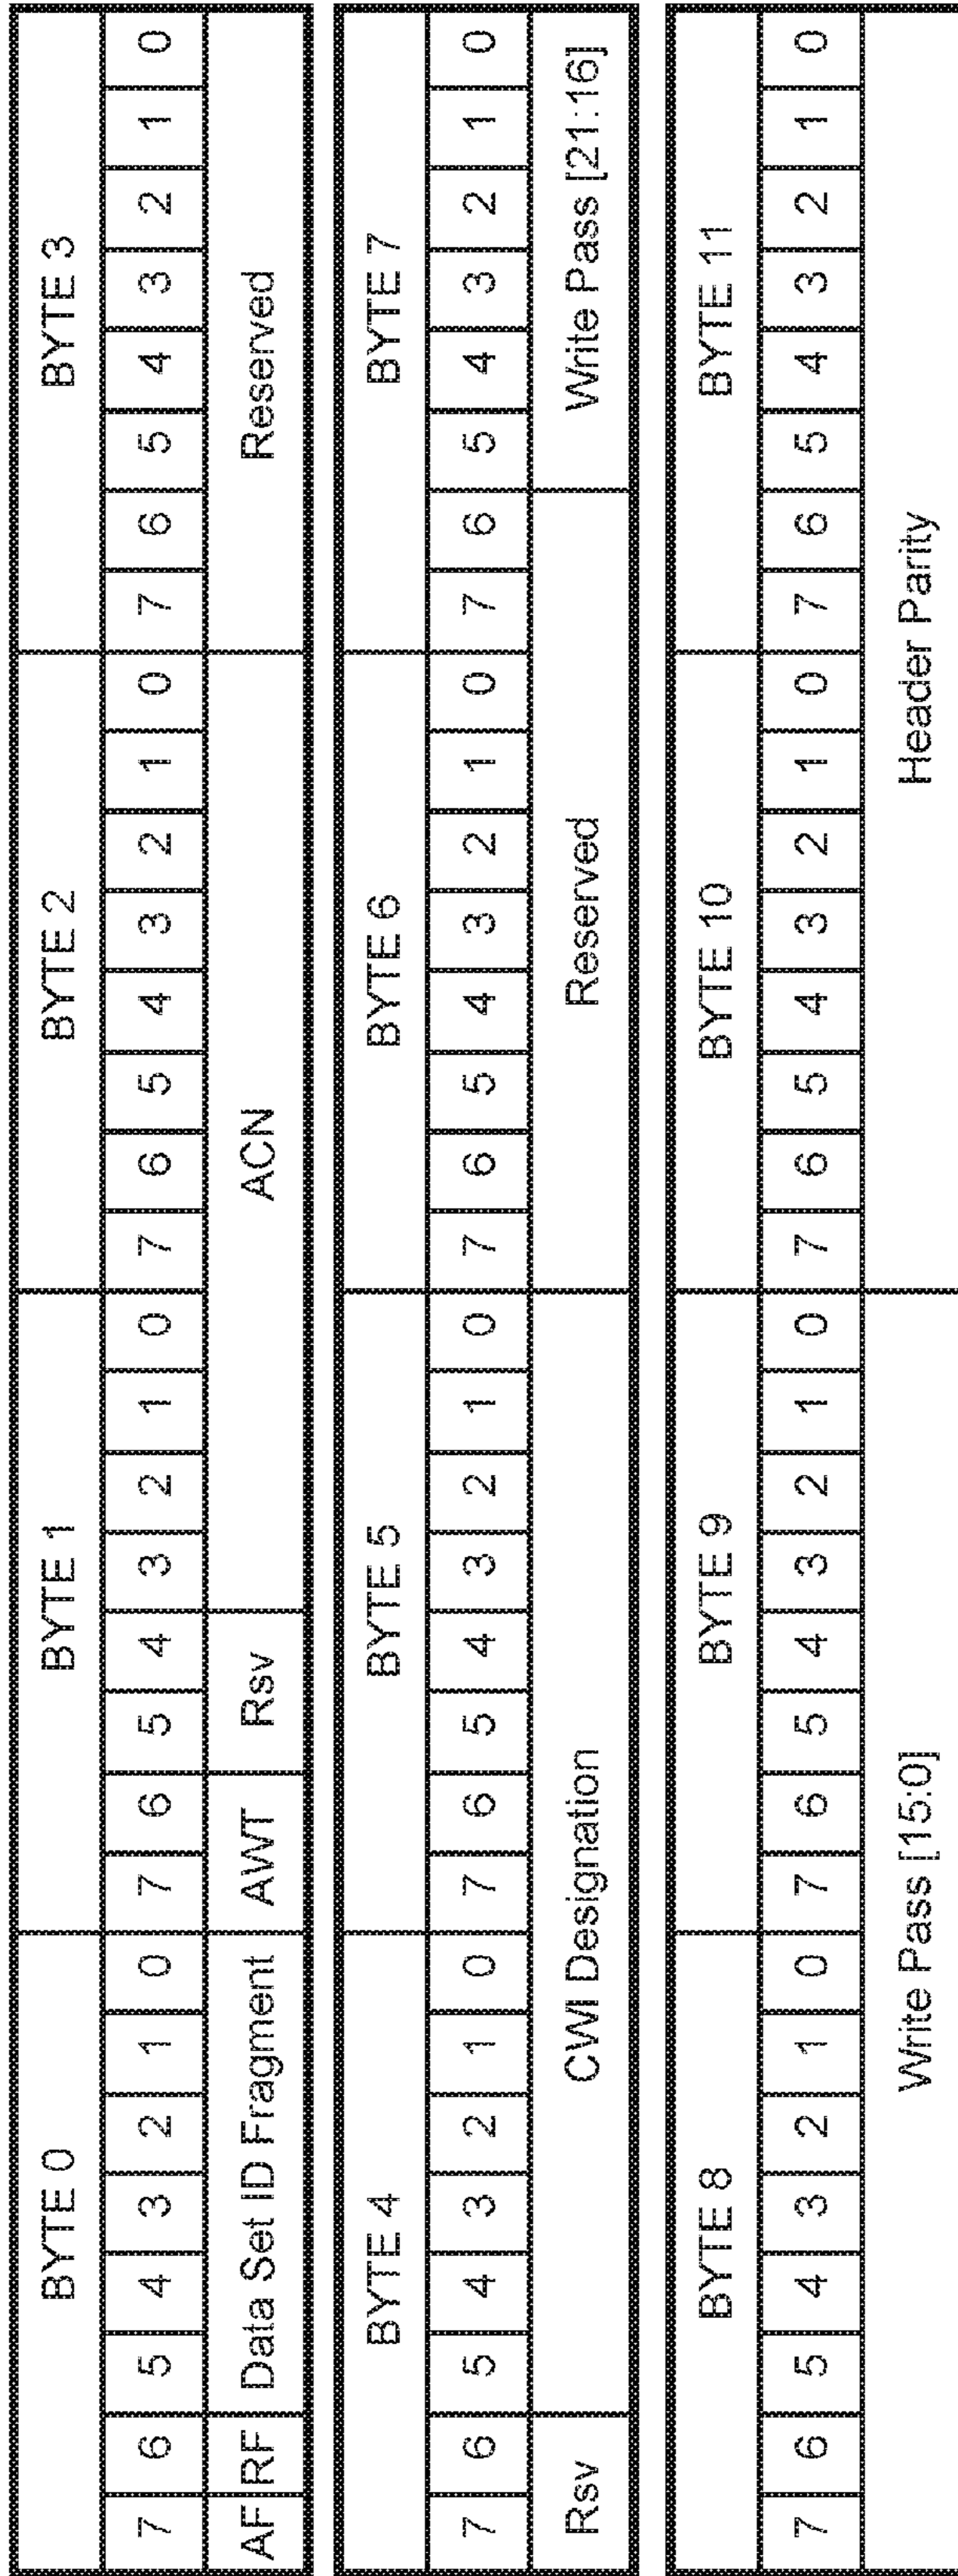 BYTE 0 BYTE 1 BYTE 2 BYTE 3
7 6 5 4 3 2 1 0 7 6 5 4 3 2 1 0 7 6 5 4 3 2 1 0 7 6 5 4 3 2 1 0
AF RF Data Set ID Fragment AWT Rsv ACN Reserved
BYTE 4 BYTE 5 BYTE 6 BYTE 7
7 6 5 4 3 2 1 0 7 6 5 4 3 2 1 0 7 6 5 4 3 2 1 0 7 6 5 4 3 2 1 0
Rsv CWI Designation Reserved Write Pass [21:16]
BYTE 8 BYTE 9 BYTE 10 BYTE 11
7 6 5 4 3 2 1 0 7 6 5 4 3 2 1 0 7 6 5 4 3 2 1 0 7 6 5 4 3 2 1 0
Write Pass [15:0] Header Parity